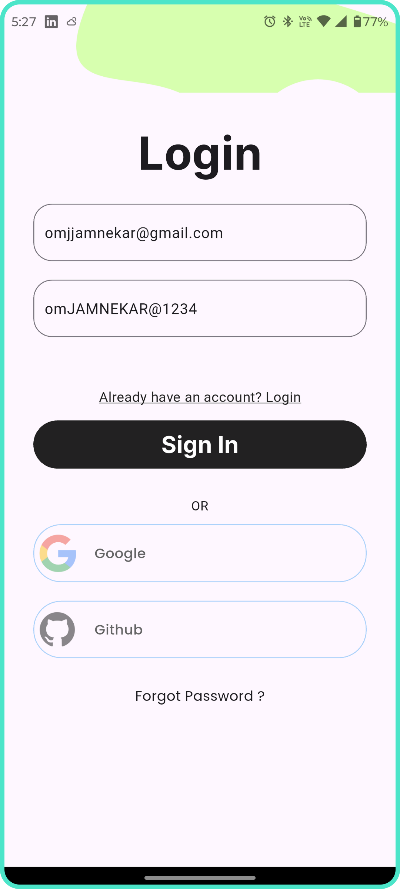 5:27 77%
Login
omjjamnekar@gmail.com
omJAMNEKAR@1234
Already have an account? Login
Sign In
OR
Google
Github
Forgot Password ?